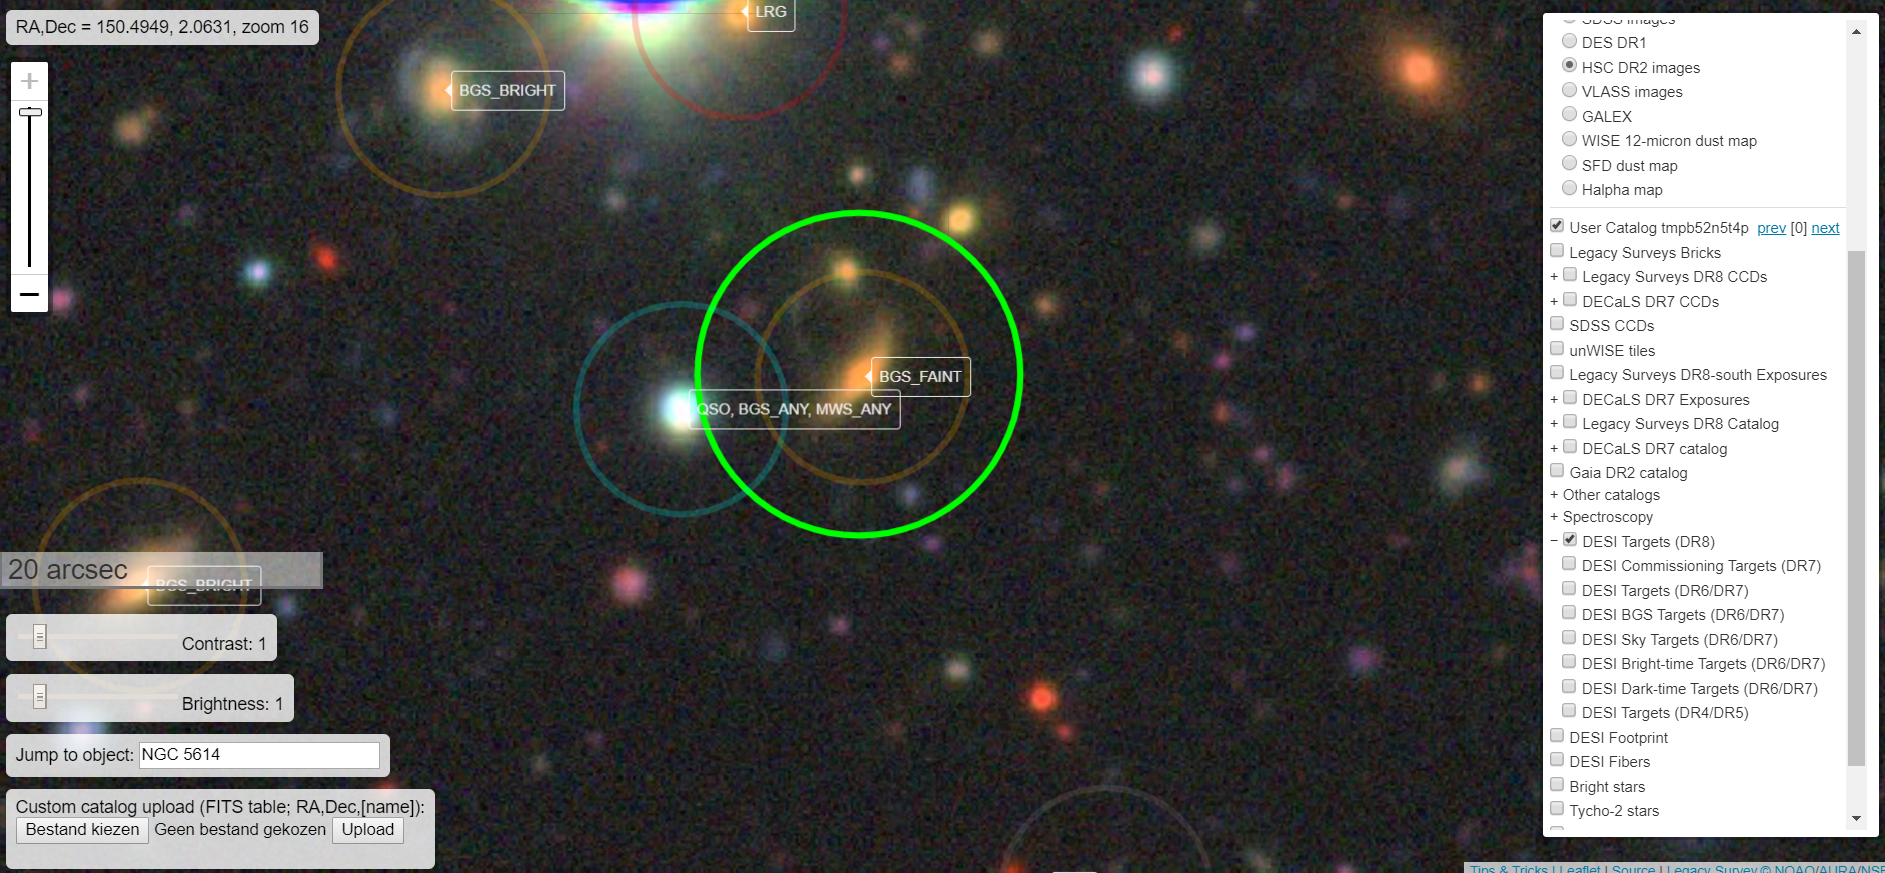 RA,Dec = 150.4949, 2.0631, zoom 16
+
−
LRG
BGS_BRIGHT
BGS_FAINT
QSO, BGS_ANY, MWS_ANY
BGS_BRIGHT
20 arcsec
Contrast: 1
Brightness: 1
Jump to object: NGC 5614
Custom catalog upload (FITS table; RA,Dec,[name]):
Bestand kiezen Geen bestand gekozen Upload
SDSS images
DES DR1
HSC DR2 images
VLASS images
GALEX
WISE 12-micron dust map
SFD dust map
Halpha map
User Catalog tmpb52n5t4p prev [0] next
Legacy Surveys Bricks
+ Legacy Surveys DR8 CCDs
+ DECaLS DR7 CCDs
SDSS CCDs
unWISE tiles
Legacy Surveys DR8-south Exposures
+ DECaLS DR7 Exposures
+ Legacy Surveys DR8 Catalog
+ DECaLS DR7 catalog
Gaia DR2 catalog
+ Other catalogs
+ Spectroscopy
− DESI Targets (DR8)
DESI Commissioning Targets (DR7)
DESI Targets (DR6/DR7)
DESI BGS Targets (DR6/DR7)
DESI Sky Targets (DR6/DR7)
DESI Bright-time Targets (DR6/DR7)
DESI Dark-time Targets (DR6/DR7)
DESI Targets (DR4/DR5)
DESI Footprint
DESI Fibers
Bright stars
Tycho-2 stars
Tips & Tricks | Leaflet | Source | Legacy Survey © NOAO/AURA/NSF